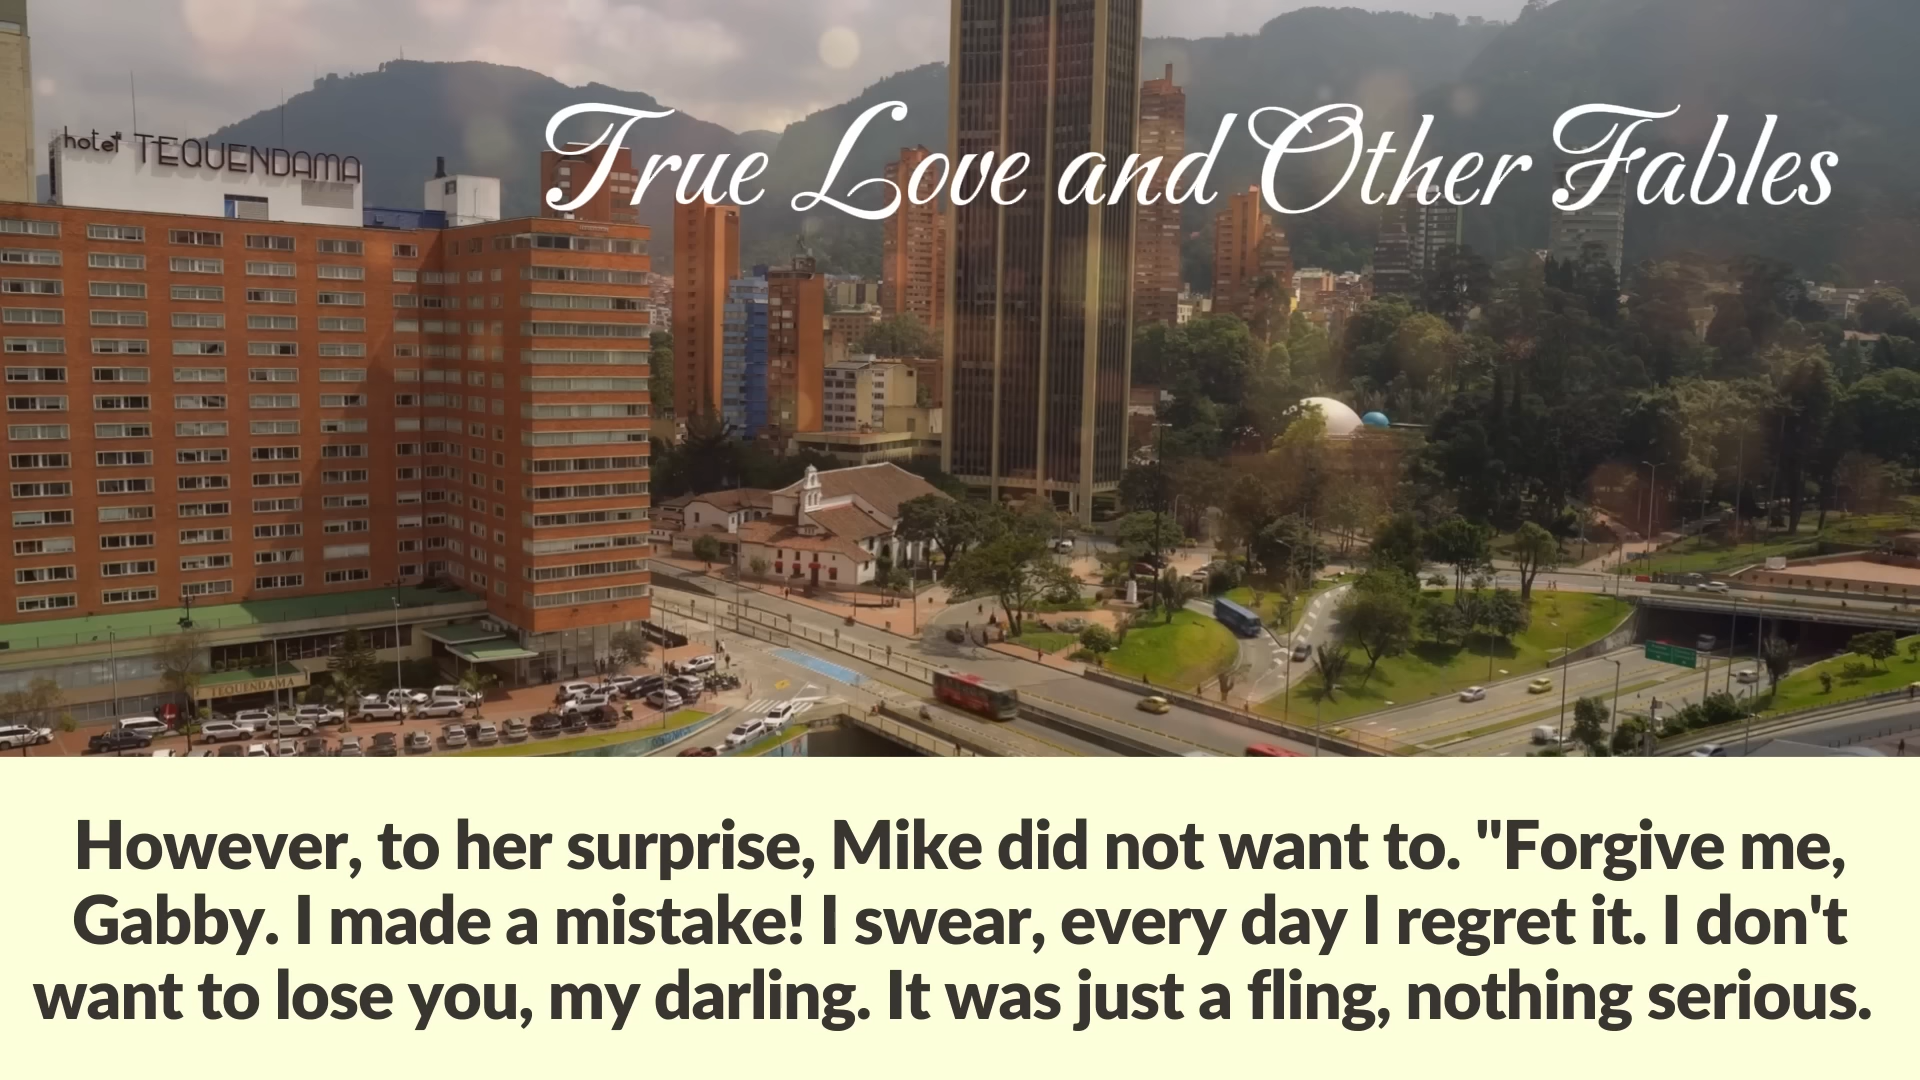 True Love and Other Fables
hotel TEQUENDAMA
TEQUENDAMA
However, to her surprise, Mike did not want to. "Forgive me,
Gabby. I made a mistake! I swear, every day I regret it. I don't
want to lose you, my darling. It was just a fling, nothing serious.